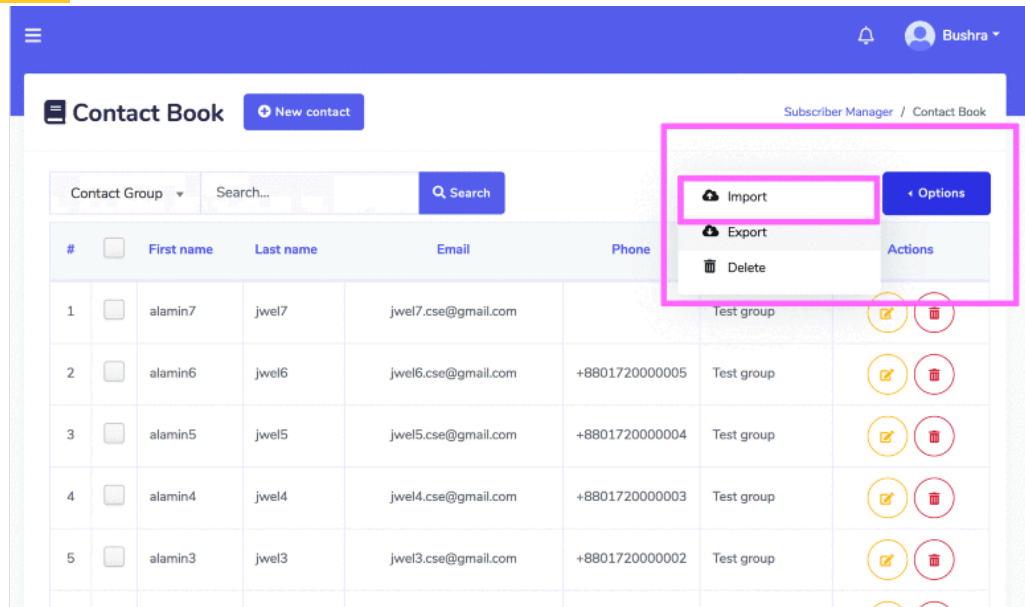 Bushra
Contact Book
New contact
Subscriber Manager / Contact Book
Contact Group
Search...
Search
Options
Import
Export
Delete
# First name Last name Email Phone Actions
1 alamin7 jwel7 jwel7.cse@gmail.com Test group
2 alamin6 jwel6 jwel6.cse@gmail.com +8801720000005 Test group
3 alamin5 jwel5 jwel5.cse@gmail.com +8801720000004 Test group
4 alamin4 jwel4 jwel4.cse@gmail.com +8801720000003 Test group
5 alamin3 jwel3 jwel3.cse@gmail.com +8801720000002 Test group